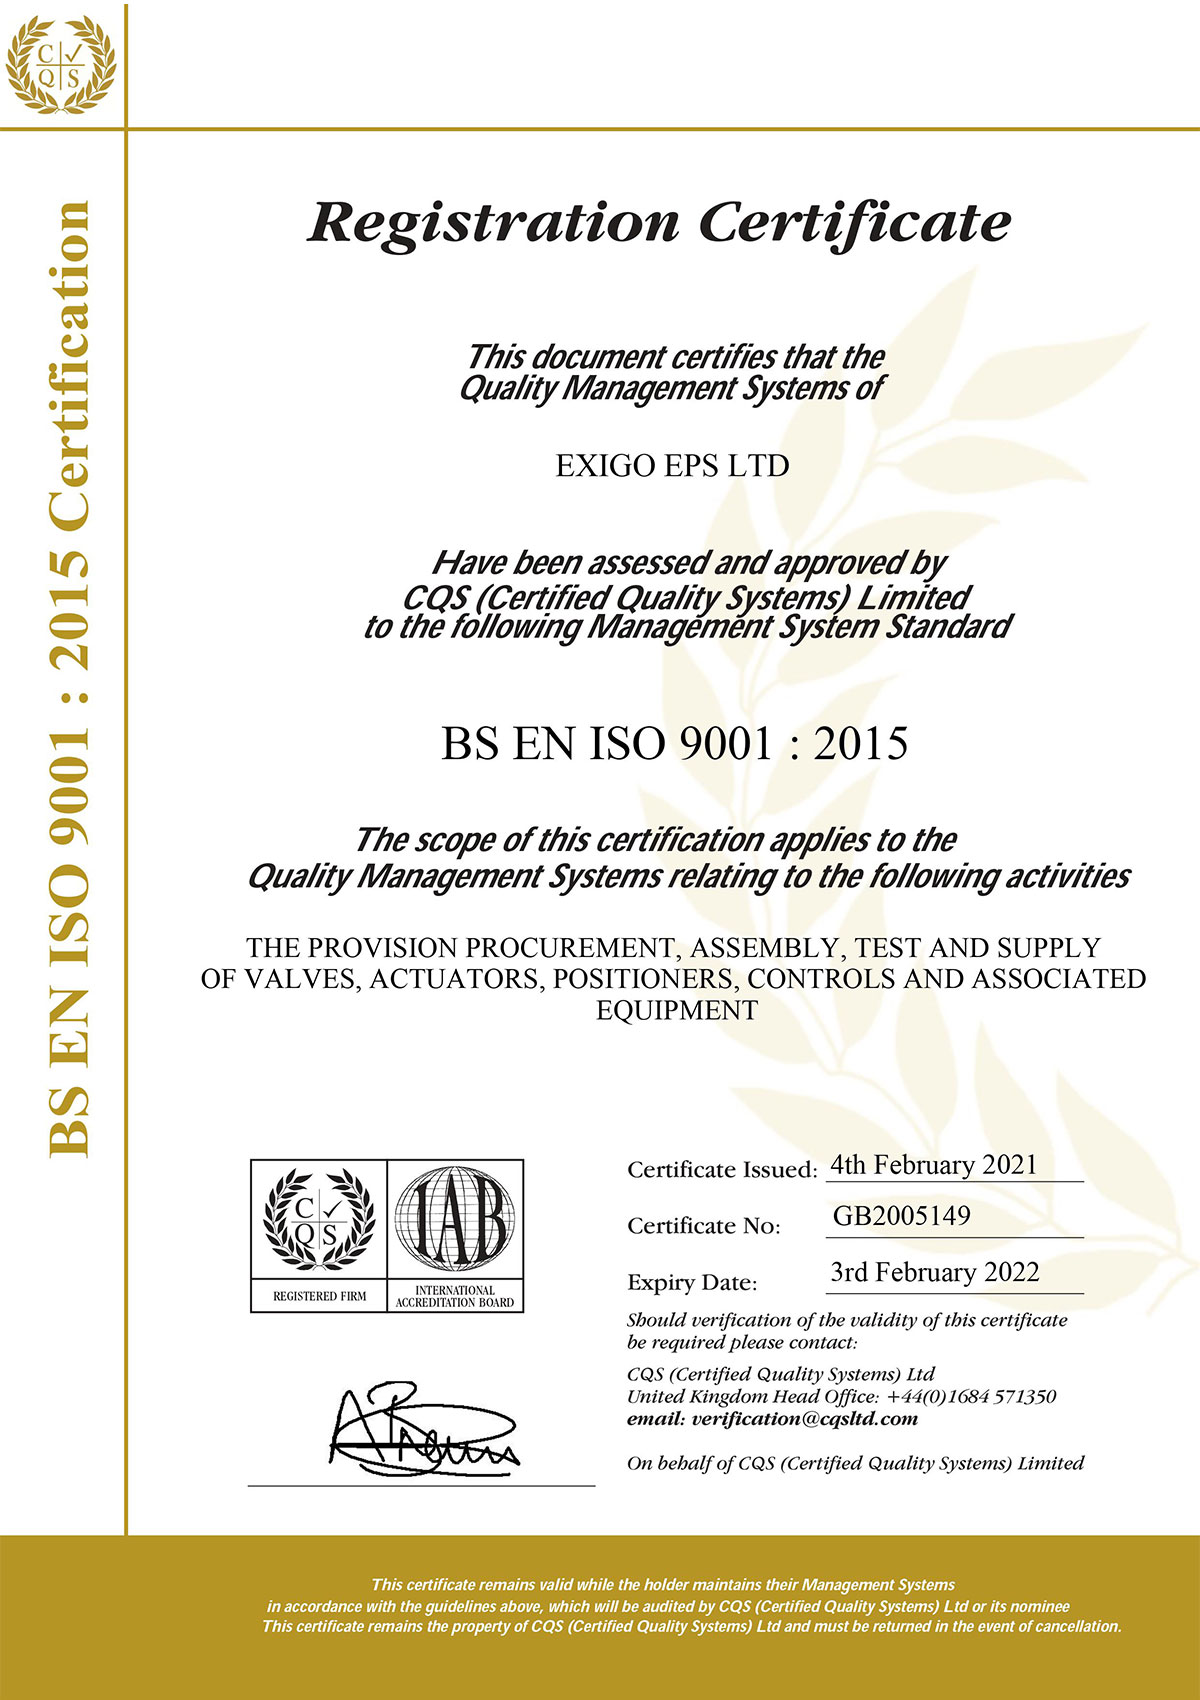 C
Q S
BS EN ISO 9001 : 2015 Certification
Registration Certificate
This document certifies that the
Quality Management Systems of
EXIGO EPS LTD
Have been assessed and approved by
CQS (Certified Quality Systems) Limited
to the following Management System Standard
BS EN ISO 9001 : 2015
The scope of this certification applies to the
Quality Management Systems relating to the following activities
THE PROVISION PROCUREMENT, ASSEMBLY, TEST AND SUPPLY
OF VALVES, ACTUATORS, POSITIONERS, CONTROLS AND ASSOCIATED
EQUIPMENT
C
Q S
REGISTERED FIRM
IAB
INTERNATIONAL
ACCREDITATION BOARD
Certificate Issued: 4th February 2021
Certificate No: GB2005149
Expiry Date: 3rd February 2022
Should verification of the validity of this certificate
be required please contact:
CQS (Certified Quality Systems) Ltd
United Kingdom Head Office: +44(0)1684 571350
email: verification@cqsltd.com
On behalf of CQS (Certified Quality Systems) Limited
This certificate remains valid while the holder maintains their Management Systems
in accordance with the guidelines above, which will be audited by CQS (Certified Quality Systems) Ltd or its nominee
This certificate remains the property of CQS (Certified Quality Systems) Ltd and must be returned in the event of cancellation.